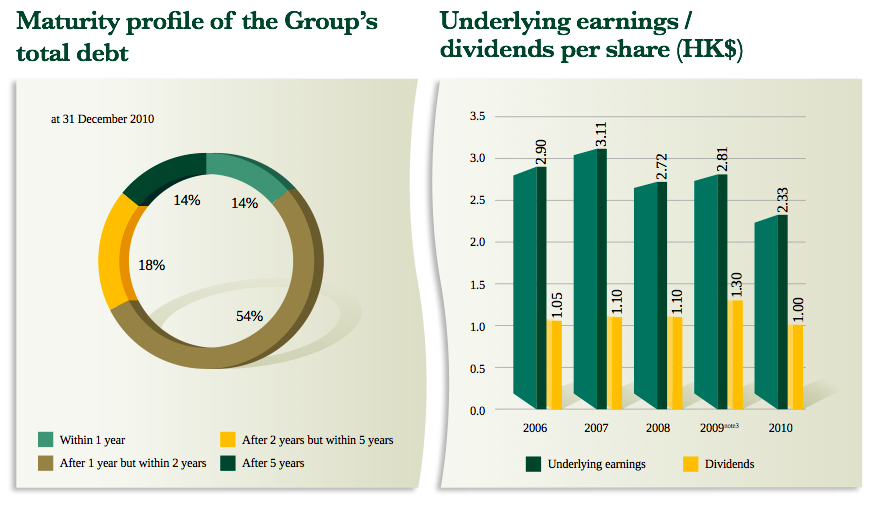 Maturity profile of the Group’s
total debt
at 31 December 2010
14%
14%
18%
54%
Within 1 year
After 2 years but within 5 years
After 1 year but within 2 years
After 5 years
Underlying earnings /
dividends per share (HK$)
3.5
3.0
2.5
2.0
1.5
1.0
0.5
0.0
2.90
1.05
3.11
1.10
2.72
1.10
2.81
1.30
2.33
1.00
2006
2007
2008
2009note3
2010
Underlying earnings
Dividends